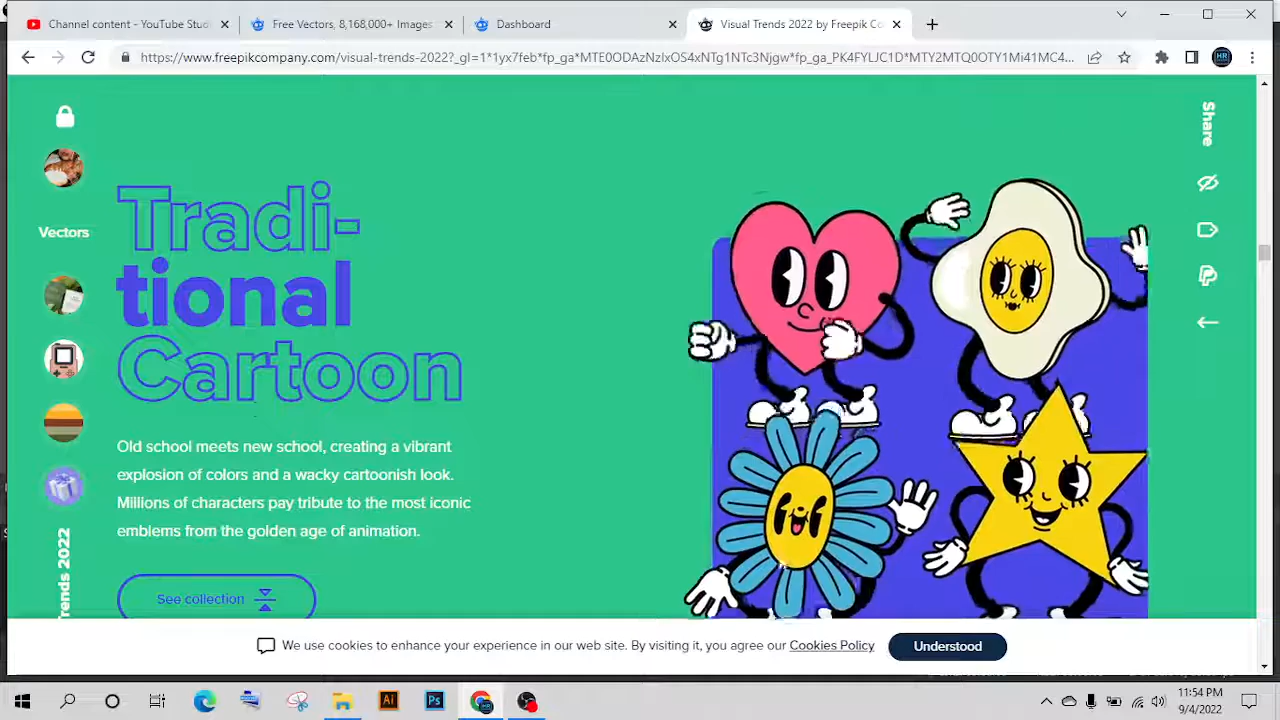 Channel content - YouTube Studi
Free Vectors, 8,168,000+ Images
Dashboard
Visual Trends 2022 by Freepik Co
https://www.freepikcompany.com/visual-trends-2022?_gl=1*1yx7feb*fp_ga*MTE0ODAzNzIxOS4xNTg1NTc3Njgw*fp_ga_PK4FYLJC1D*MTY2MTQ0OTY1Mi41MC4...
HR
Share
Vectors
Tradi-
tional
Cartoon
Old school meets new school, creating a vibrant
explosion of colors and a wacky cartoonish look.
Millions of characters pay tribute to the most iconic
emblems from the golden age of animation.
See collection
Trends 2022
We use cookies to enhance your experience in our web site. By visiting it, you agree our Cookies Policy
Understood
Ai
Ps
11:54 PM
9/4/2022